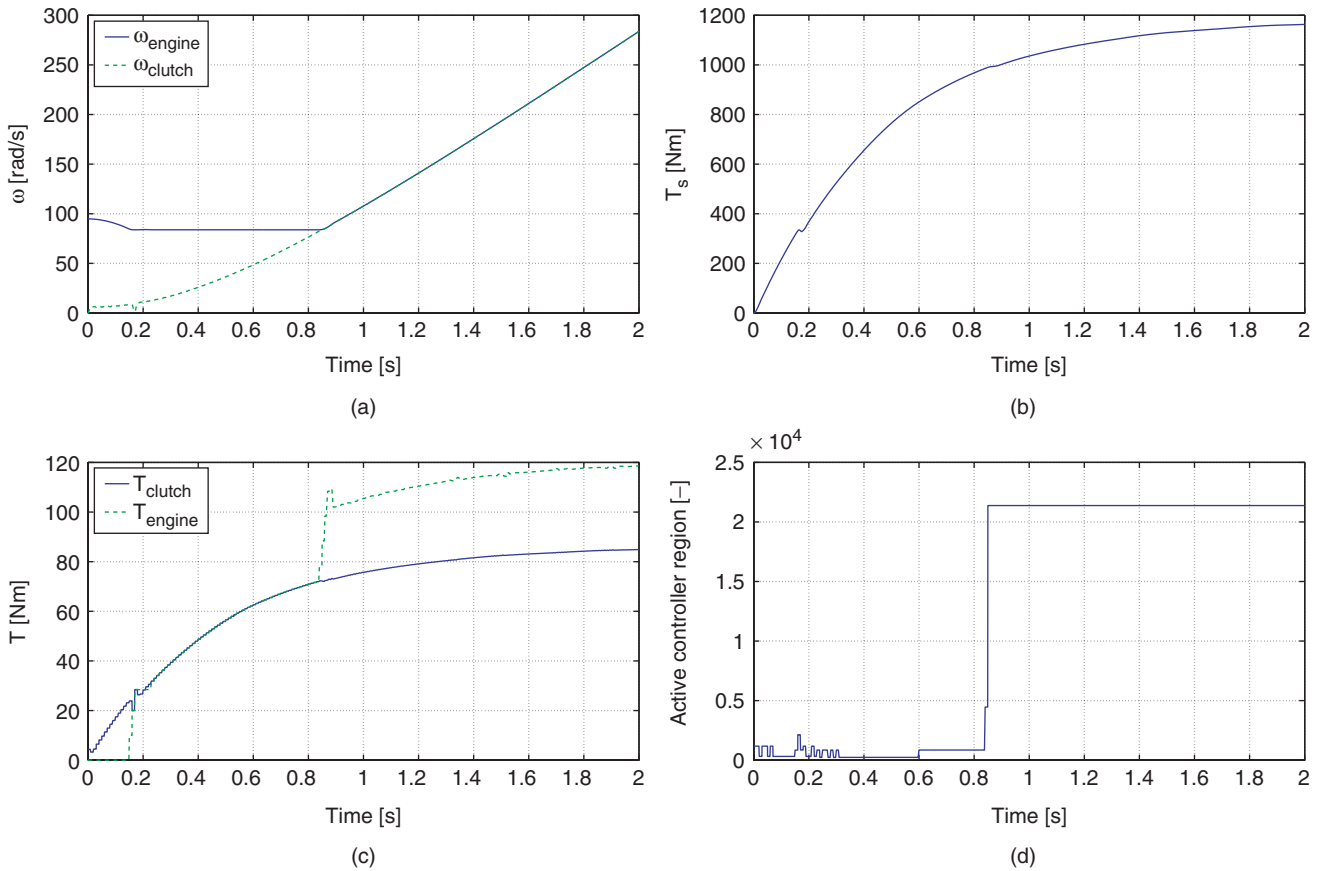 300
250
200
150
100
50
0
ω [rad/s]
ω_engine
ω_clutch
0 0.2 0.4 0.6 0.8 1 1.2 1.4 1.6 1.8 2
Time [s]
(a)
1200
1000
800
600
400
200
0
T_s [Nm]
0 0.2 0.4 0.6 0.8 1 1.2 1.4 1.6 1.8 2
Time [s]
(b)
120
100
80
60
40
20
0
T [Nm]
T_clutch
T_engine
0 0.2 0.4 0.6 0.8 1 1.2 1.4 1.6 1.8 2
Time [s]
(c)
× 10^4
2.5
2
1.5
1
0.5
0
Active controller region [−]
0 0.2 0.4 0.6 0.8 1 1.2 1.4 1.6 1.8 2
Time [s]
(d)